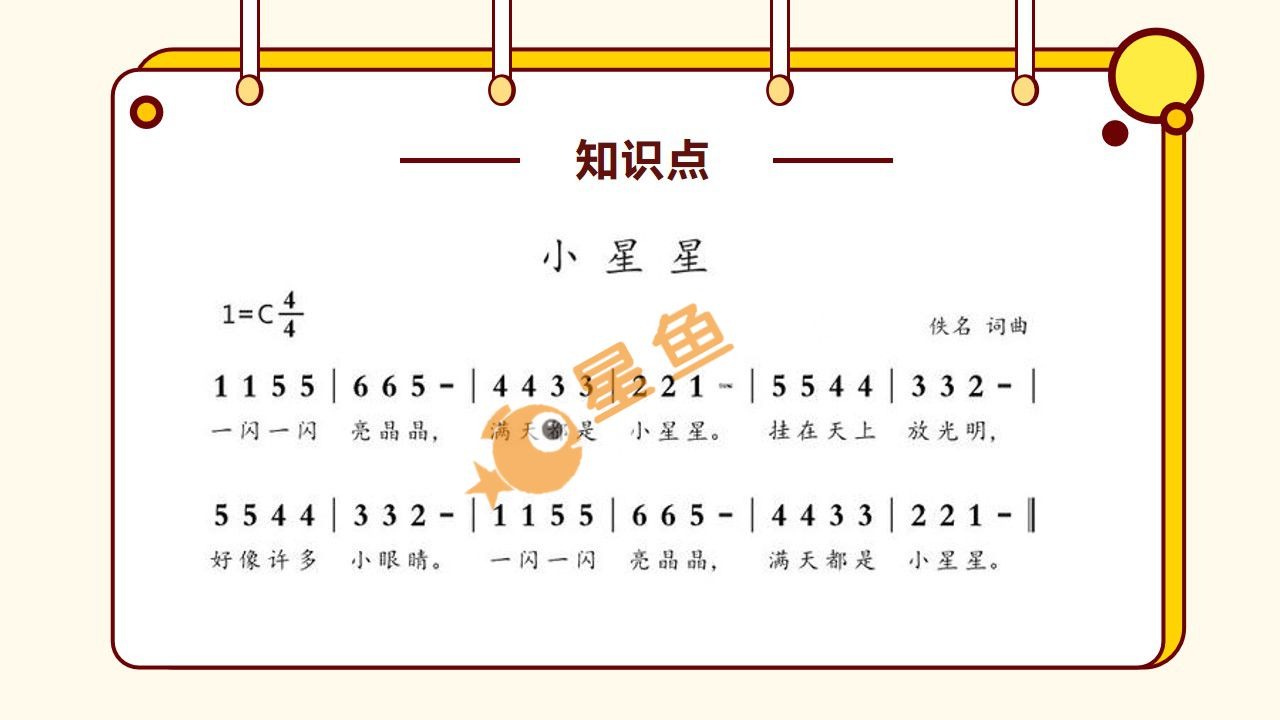 知识点
小星星
1=C 4/4
佚名 词曲
1 1 5 5 | 6 6 5 - | 4 4 3 3 | 2 2 1 - | 5 5 4 4 | 3 3 2 - |
一闪一闪 亮晶晶， 满天都是 小星星。 挂在天上 放光明，
5 5 4 4 | 3 3 2 - | 1 1 5 5 | 6 6 5 - | 4 4 3 3 | 2 2 1 - ‖
好像许多 小眼睛。 一闪一闪 亮晶晶， 满天都是 小星星。
星鱼